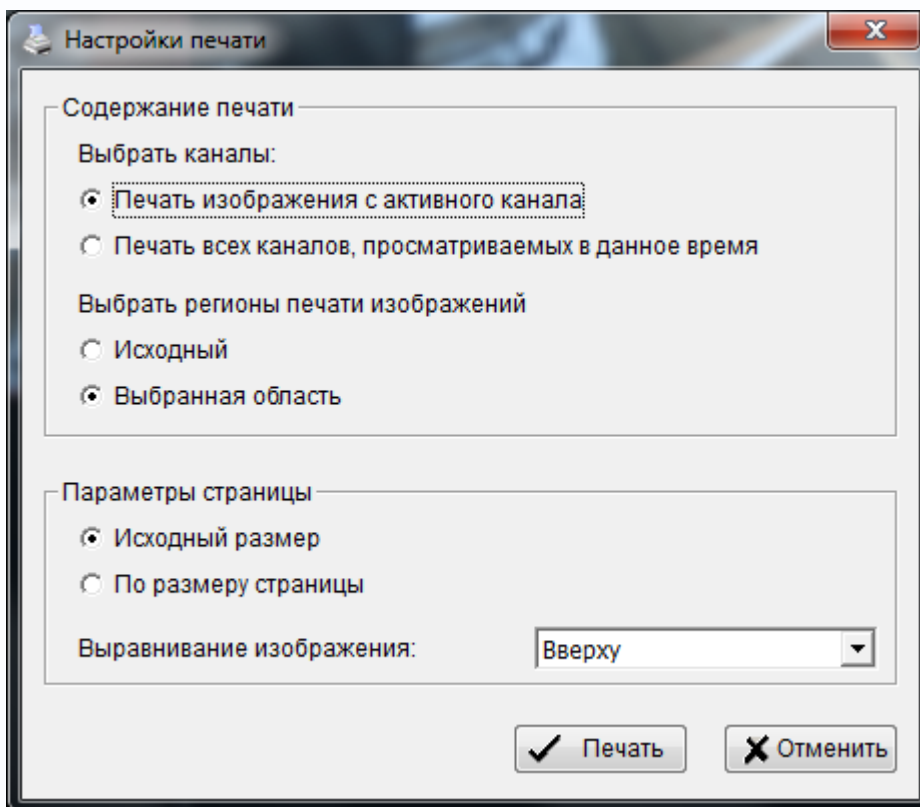 Настройки печати
Содержание печати
Выбрать каналы:
Печать изображения с активного канала
Печать всех каналов, просматриваемых в данное время
Выбрать регионы печати изображений
Исходный
Выбранная область
Параметры страницы
Исходный размер
По размеру страницы
Выравнивание изображения: Вверху
Печать Отменить